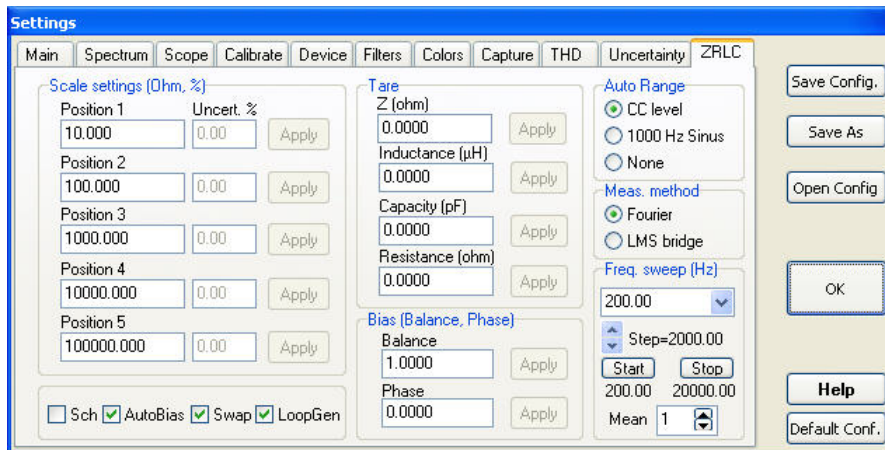 Settings
Main Spectrum Scope Calibrate Device Filters Colors Capture THD Uncertainty ZRLC
Scale settings (Ohm, %)
Position 1 Uncert. %
10.000 0.00 Apply
Position 2
100.000 0.00 Apply
Position 3
1000.000 0.00 Apply
Position 4
10000.000 0.00 Apply
Position 5
100000.000 0.00 Apply
Sch AutoBias Swap LoopGen
Tare
Z (ohm)
0.0000 Apply
Inductance (µH)
0.0000 Apply
Capacity (pF)
0.0000 Apply
Resistance (ohm)
0.0000 Apply
Bias (Balance, Phase)
Balance
1.0000 Apply
Phase
0.0000 Apply
Auto Range
CC level
1000 Hz Sinus
None
Meas. method
Fourier
LMS bridge
Freq. sweep (Hz)
200.00
Step=2000.00
Start Stop
200.00 20000.00
Mean 1
Save Config.
Save As
Open Config
OK
Help
Default Conf.